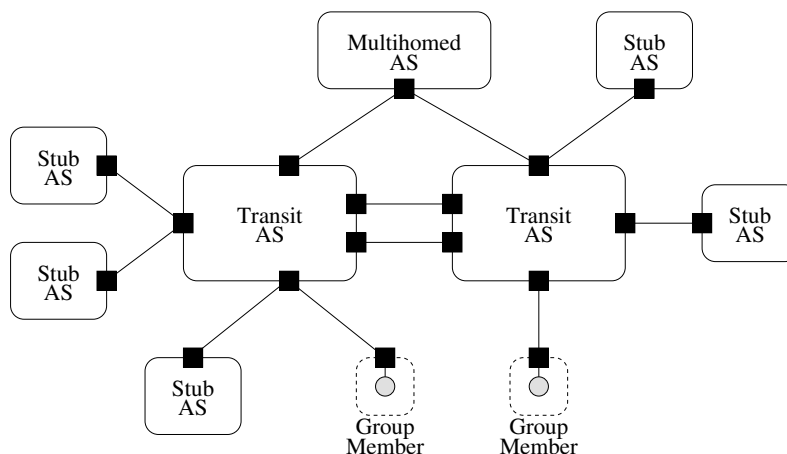 Multihomed
AS
Stub
AS
Stub
AS
Transit
AS
Transit
AS
Stub
AS
Stub
AS
Stub
AS
Group
Member
Group
Member